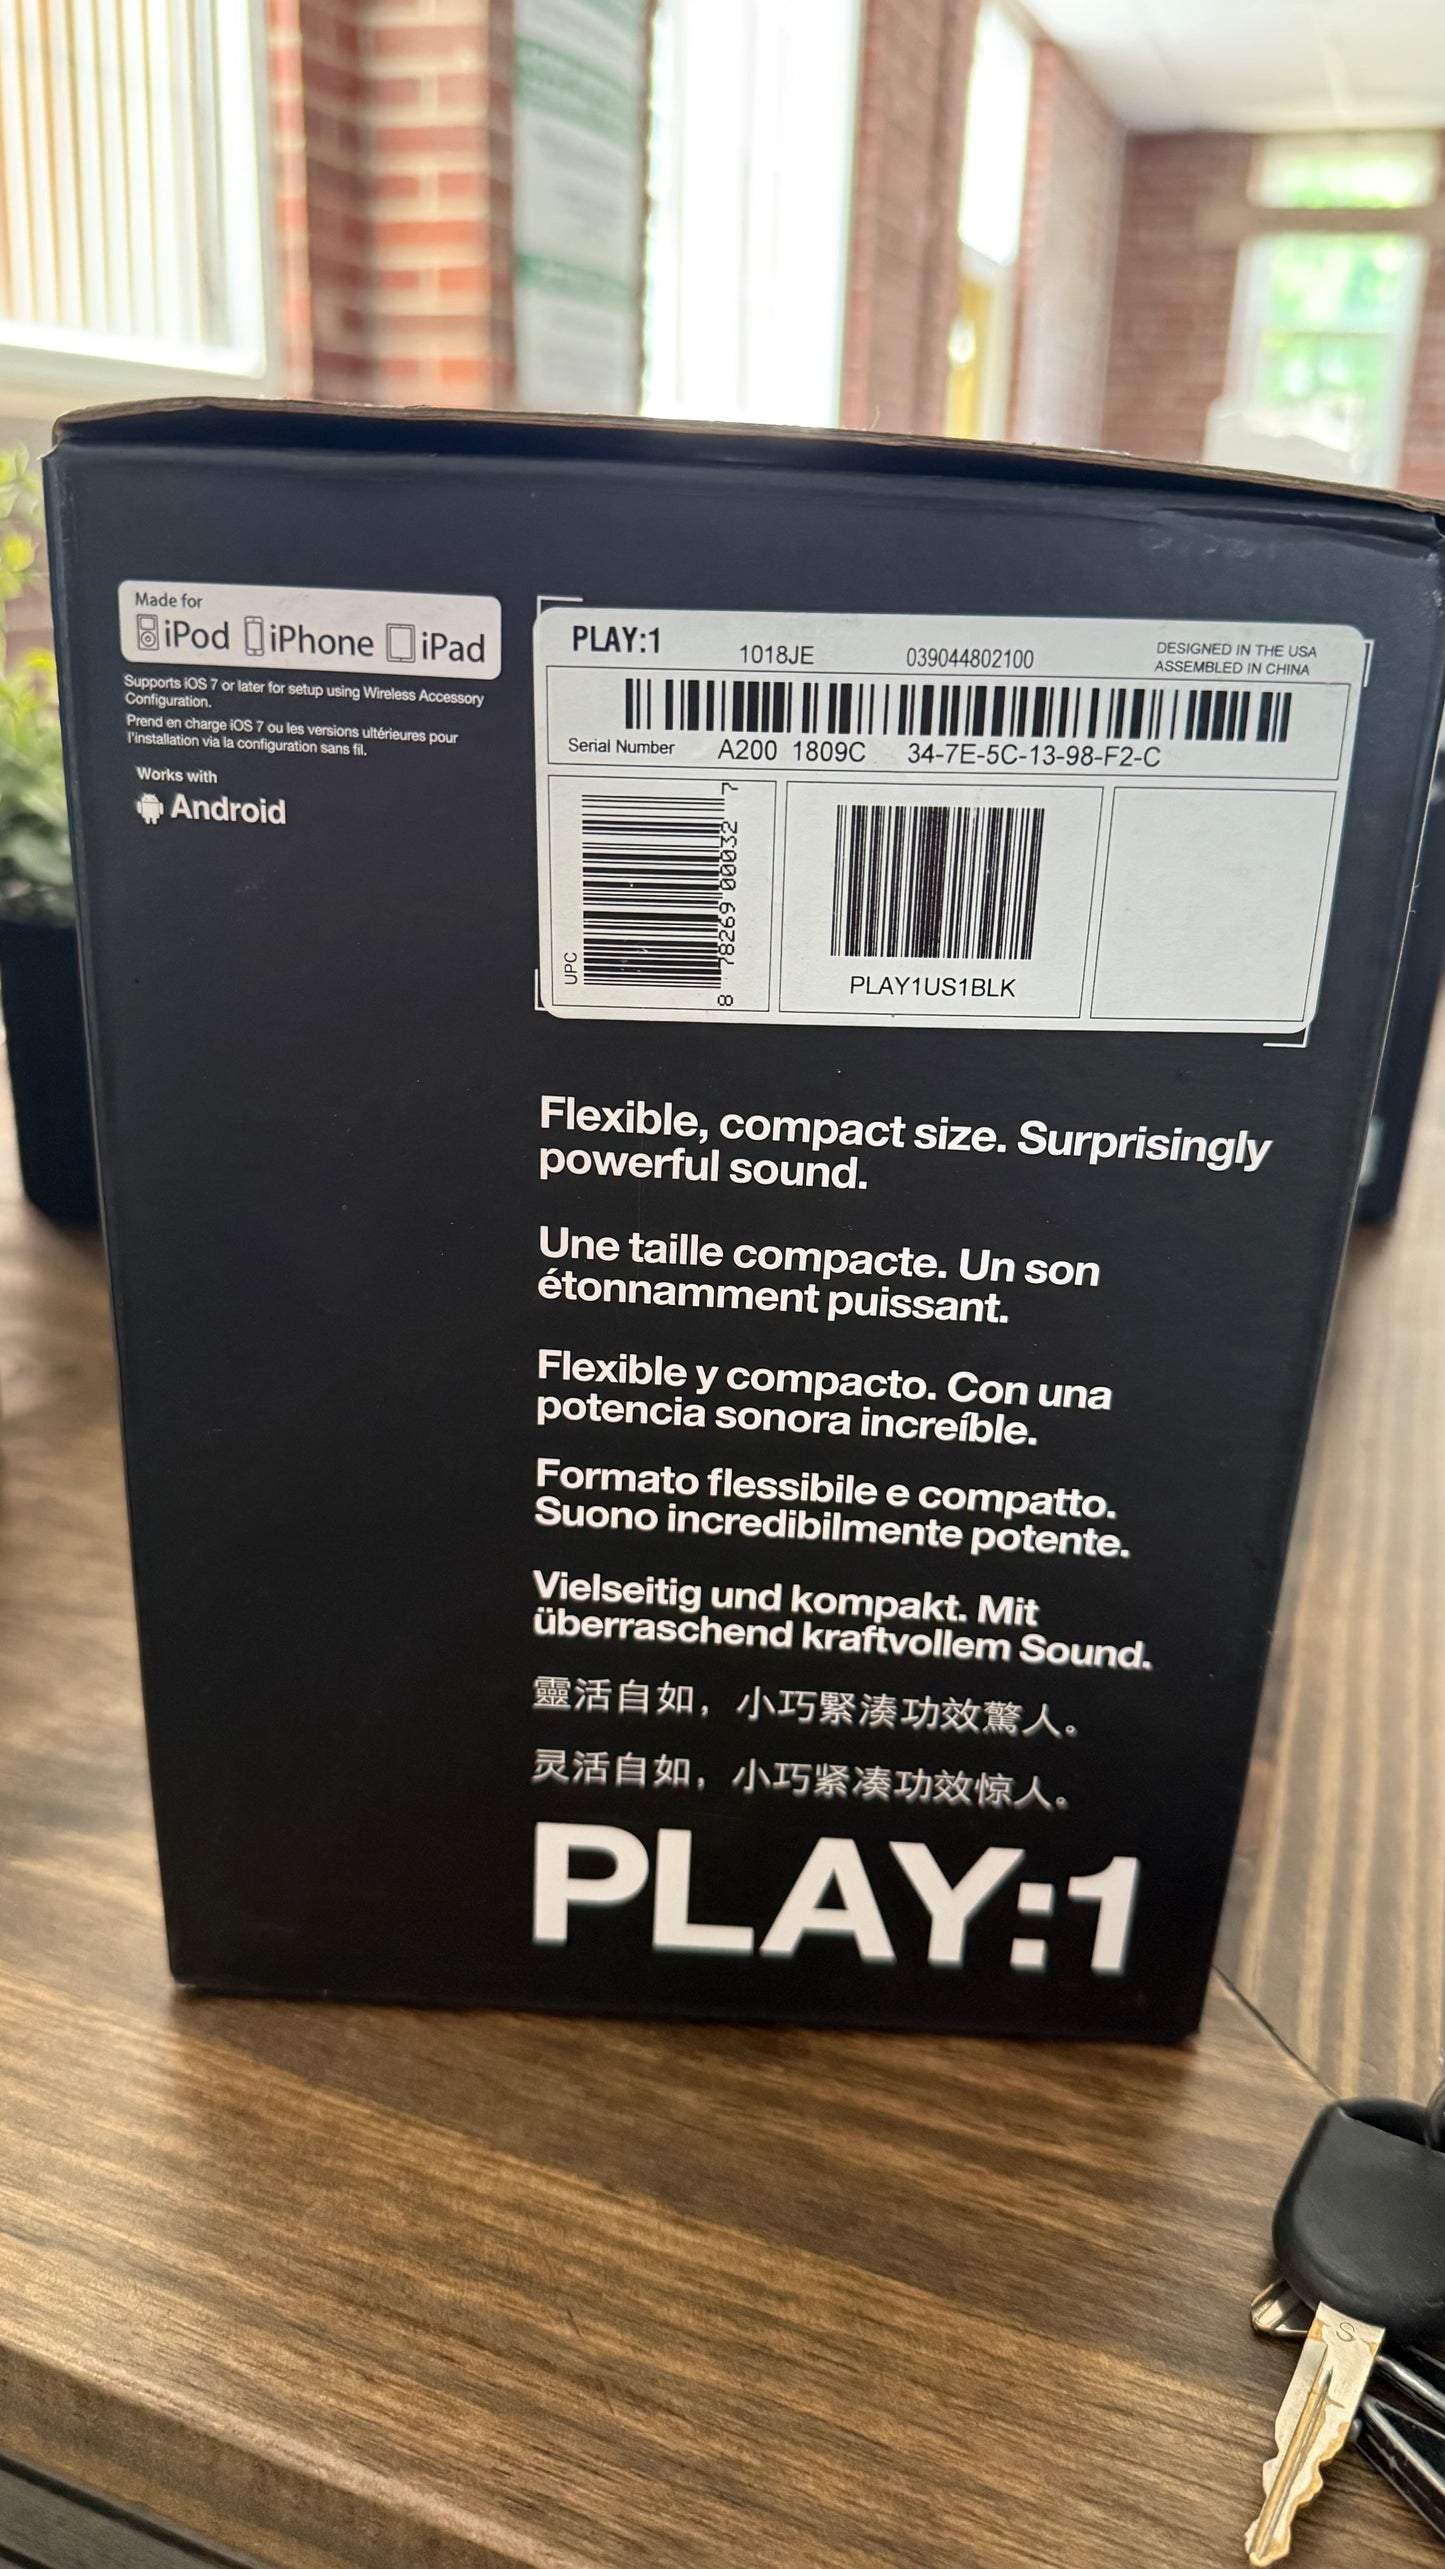 Made for
iPod iPhone iPad
Supports iOS 7 or later for setup using Wireless Accessory
Configuration.
Prend en charge iOS 7 ou les versions ultérieures pour
l'installation via la configuration sans fil.
Works with
Android
PLAY:1 1018JE 039044802100 DESIGNED IN THE USA
ASSEMBLED IN CHINA
Serial Number A200 1809C 34-7E-5C-13-98-F2-C
UPC
8 78269 00032 7
PLAY1US1BLK
Flexible, compact size. Surprisingly
powerful sound.
Une taille compacte. Un son
étonnamment puissant.
Flexible y compacto. Con una
potencia sonora increíble.
Formato flessibile e compatto.
Suono incredibilmente potente.
Vielseitig und kompakt. Mit
überraschend kraftvollem Sound.
靈活自如，小巧緊湊功效驚人。
灵活自如，小巧紧凑功效惊人。
PLAY:1
S